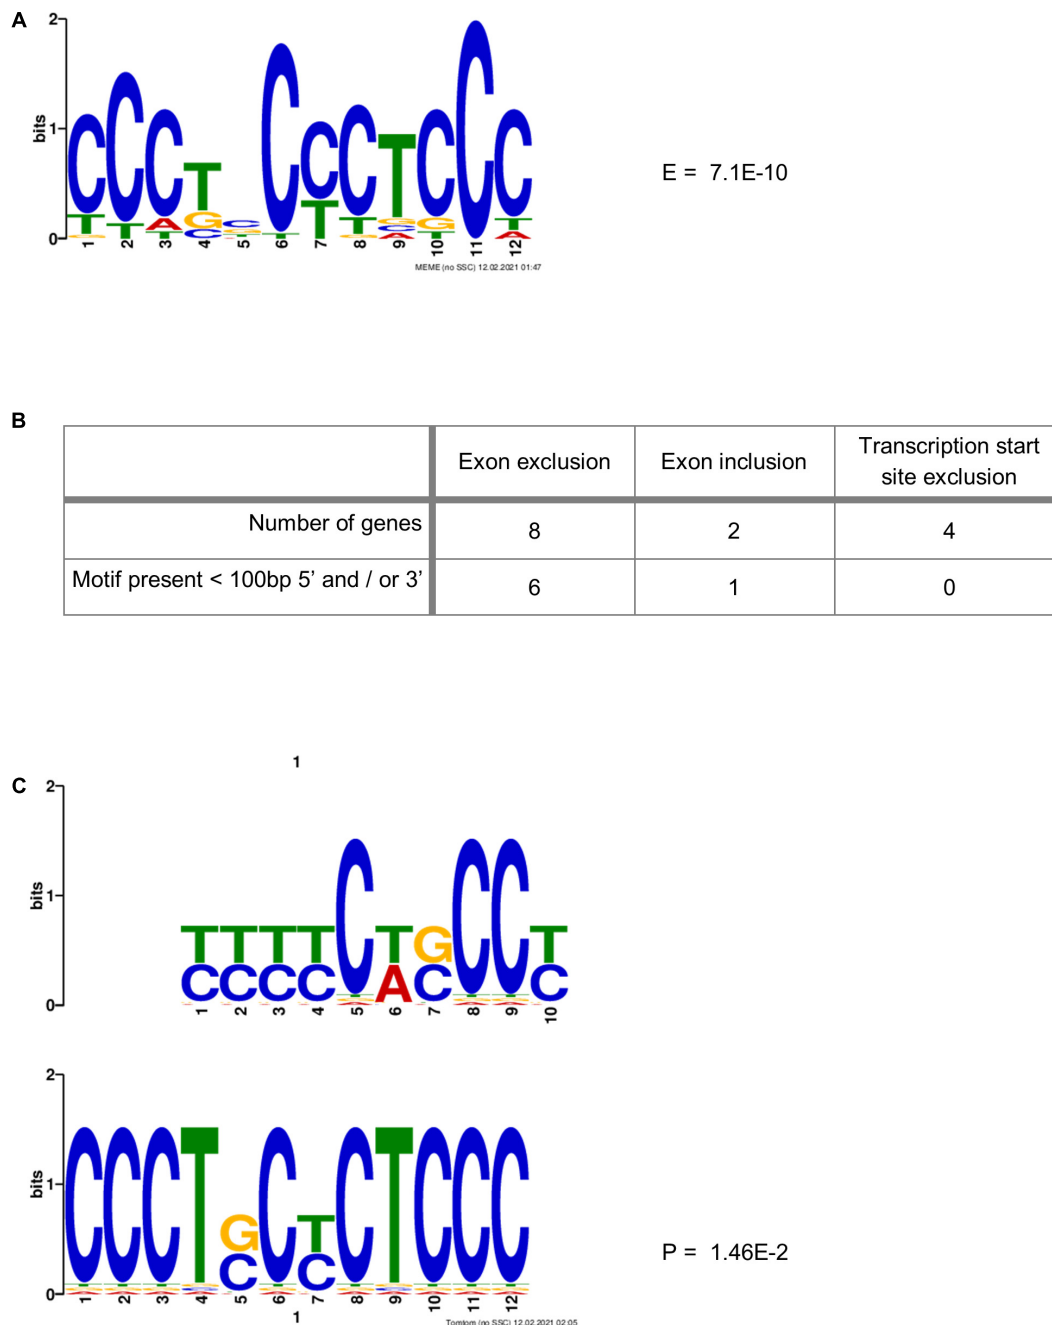 A
2
bits
1
0
C C C T C C C C T C C C
T T A G C T T G C G T
G T C G T T G A T A
1 2 3 4 5 6 7 8 9 10 11 12
MEME (no SSC) 12.02.2021 01:47
E = 7.1E-10
B
Exon exclusion Exon inclusion Transcription start
site exclusion
Number of genes 8 2 4
Motif present < 100bp 5’ and / or 3’ 6 1 0
1
C
2
bits
1
0
T T T T C T G C C T
C C C C A C C
1 2 3 4 5 6 7 8 9 10
2
bits
1
0
C C C T G C T C T C C C
C C
1 2 3 4 5 6 7 8 9 10 11 12
1
Tomtom (no SSC) 12.02.2021 02:05
P = 1.46E-2